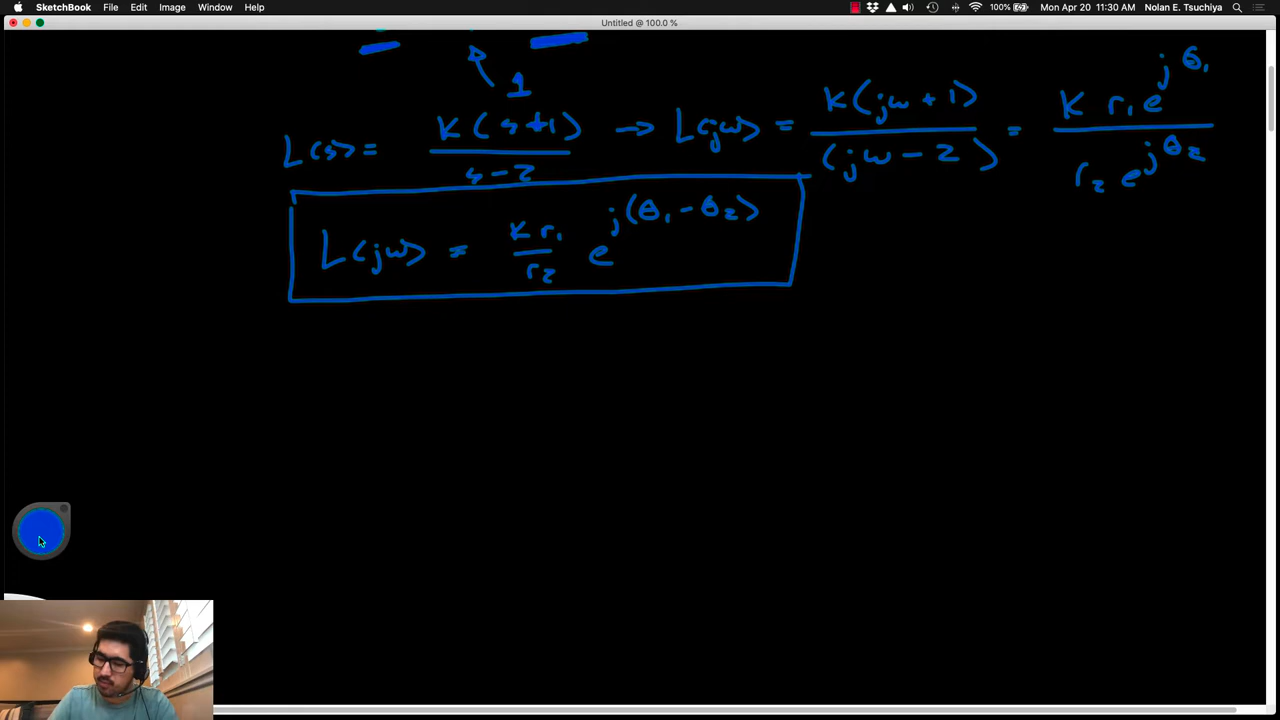 SketchBook File Edit Image Window Help 100% Mon Apr 20 11:30 AM Nolan E. Tsuchiya
Untitled @ 100.0 %
1
L(s) = K(s+1) / s-2 → L(jω) = K(jω+1) / (jω-2) = K r₁ e^{jθ₁} / r₂ e^{jθ₂}
L(jω) = K r₁ / r₂ e^{j(θ₁-θ₂)}